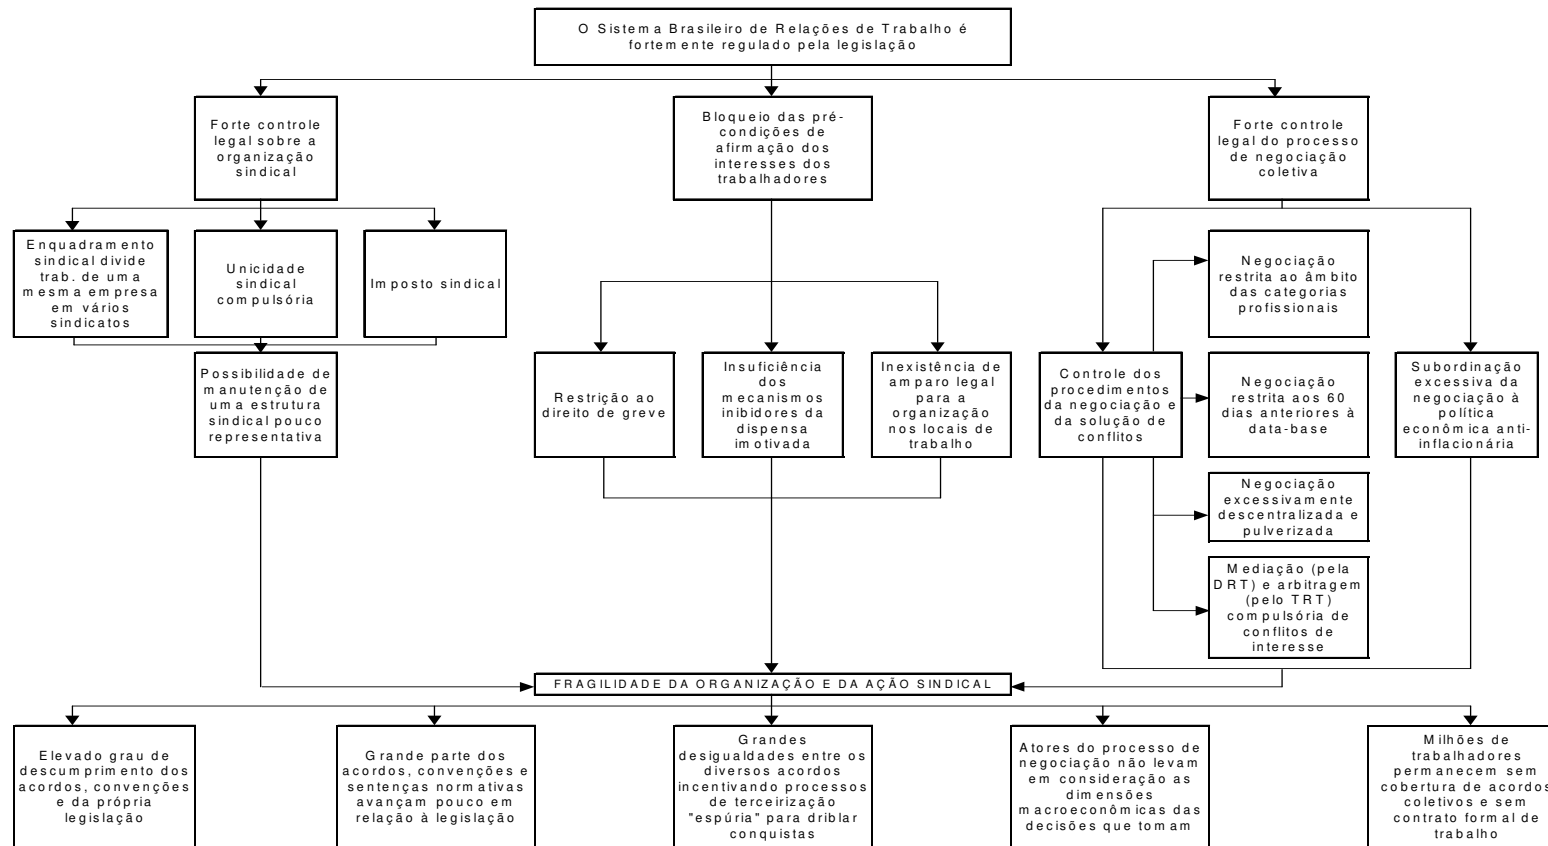 O Sistema Brasileiro de Relações de Trabalho é
fortemente regulado pela legislação
Forte controle
legal sobre a
organização
sindical
Bloqueio das pré-
condições de
afirmação dos
interesses dos
trabalhadores
Forte controle
legal do processo
de negociação
coletiva
Enquadramento
sindical divide
trab. de uma
mesma empresa
em vários
sindicatos
Unicidade
sindical
compulsória
Imposto sindical
Negociação
restrita ao âmbito
das categorias
profissionais
Possibilidade de
manutenção de
uma estrutura
sindical pouco
representativa
Restrição ao
direito de greve
Insuficiência
dos
mecanismos
inibidores da
dispensa
imotivada
Inexistência de
amparo legal
para a
organização
nos locais de
trabalho
Controle dos
procedimentos
da negociação e
da solução de
conflitos
Negociação
restrita aos 60
dias anteriores à
data-base
Subordinação
excessiva da
negociação à
política
econômica anti-
inflacionária
Negociação
excessivamente
descentralizada e
pulverizada
Mediação (pela
DRT) e arbitragem
(pelo TRT)
compulsória de
conflitos de
interesse
FRAGILIDADE DA ORGANIZAÇÃO E DA AÇÃO SINDICAL
Elevado grau de
descumprimento dos
acordos, convenções
e da própria
legislação
Grande parte dos
acordos, convenções e
sentenças normativas
avançam pouco em
relação à legislação
Grandes
desigualdades entre os
diversos acordos
incentivando processos
de terceirização
"espúria" para driblar
conquistas
Atores do processo de
negociação não levam
em consideração as
dimensões
macroeconômicas das
decisões que tomam
Milhões de
trabalhadores
permanecem sem
cobertura de acordos
coletivos e sem
contrato formal de
trabalho